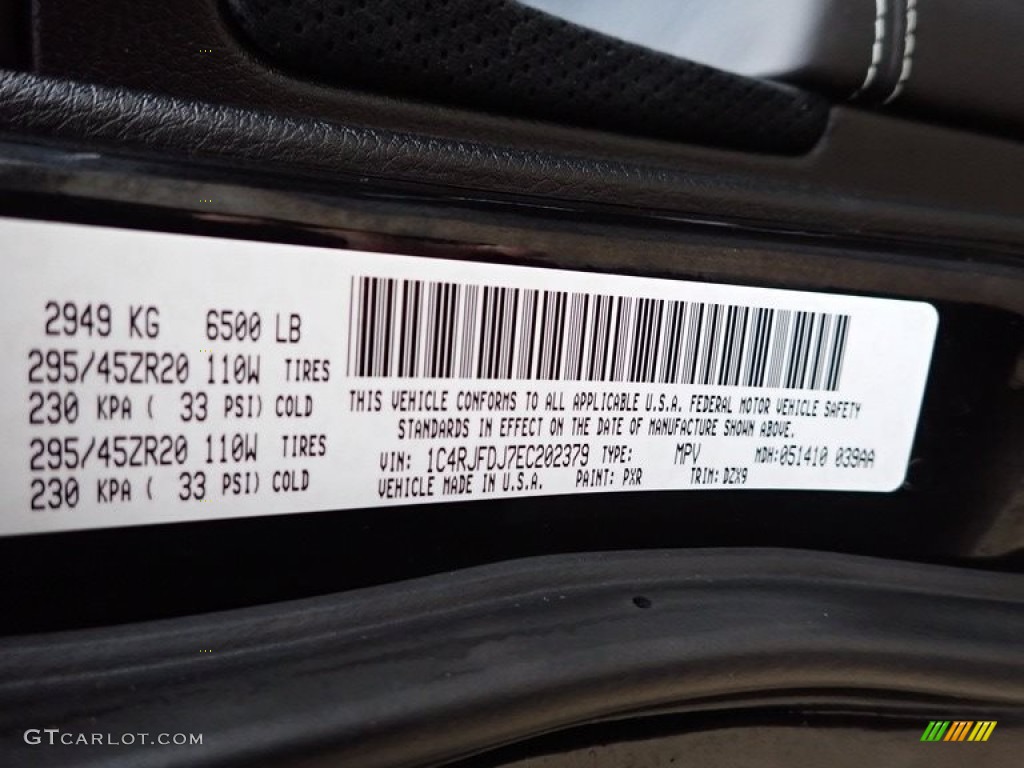 2949 KG 6500 LB
295/45ZR20 110W TIRES
230 KPA ( 33 PSI) COLD
295/45ZR20 110W TIRES
230 KPA ( 33 PSI) COLD
THIS VEHICLE CONFORMS TO ALL APPLICABLE U.S.A. FEDERAL MOTOR VEHICLE SAFETY
STANDARDS IN EFFECT ON THE DATE OF MANUFACTURE SHOWN ABOVE.
VIN: 1C4RJFDJ7EC202379 TYPE: MPV MDH:051410 039AA
VEHICLE MADE IN U.S.A. PAINT: PXR TRIM: DZX9
GTCARLOT.COM